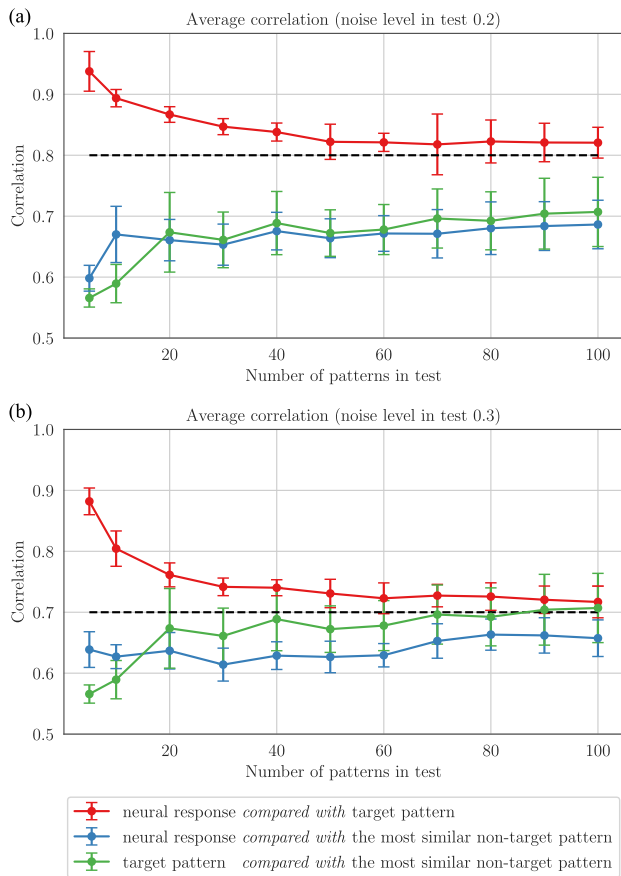 (a)
Average correlation (noise level in test 0.2)
1.0
0.9
0.8
0.7
0.6
0.5
Correlation
20 40 60 80 100
Number of patterns in test
(b)
Average correlation (noise level in test 0.3)
1.0
0.9
0.8
0.7
0.6
0.5
Correlation
20 40 60 80 100
Number of patterns in test
neural response compared with target pattern
neural response compared with the most similar non-target pattern
target pattern compared with the most similar non-target pattern